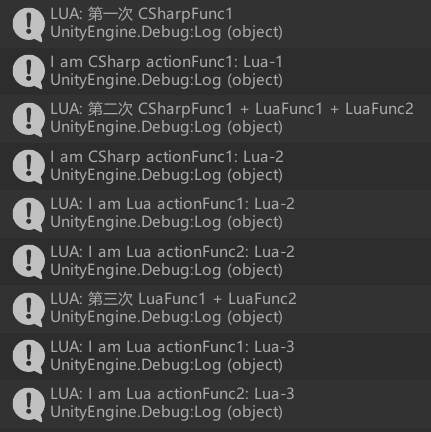 LUA: 第一次 CSharpFunc1
UnityEngine.Debug:Log (object)
I am CSharp actionFunc1: Lua-1
UnityEngine.Debug:Log (object)
LUA: 第二次 CSharpFunc1 + LuaFunc1 + LuaFunc2
UnityEngine.Debug:Log (object)
I am CSharp actionFunc1: Lua-2
UnityEngine.Debug:Log (object)
LUA: I am Lua actionFunc1: Lua-2
UnityEngine.Debug:Log (object)
LUA: I am Lua actionFunc2: Lua-2
UnityEngine.Debug:Log (object)
LUA: 第三次 LuaFunc1 + LuaFunc2
UnityEngine.Debug:Log (object)
LUA: I am Lua actionFunc1: Lua-3
UnityEngine.Debug:Log (object)
LUA: I am Lua actionFunc2: Lua-3
UnityEngine.Debug:Log (object)